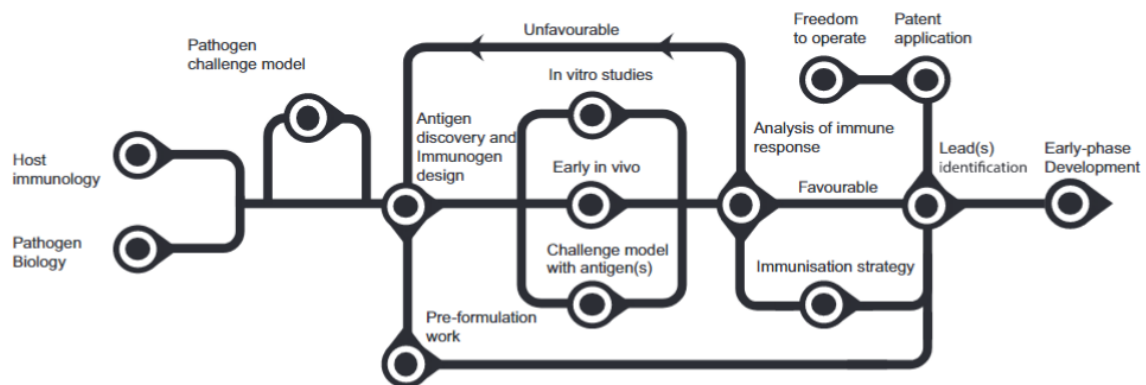 Pathogen
challenge model
Unfavourable
Freedom
to operate
Patent
application
In vitro studies
Antigen
discovery and
Immunogen
design
Analysis of immune
response
Host
immunology
Early in vivo
Favourable
Lead(s)
identification
Early-phase
Development
Pathogen
Biology
Challenge model
with antigen(s)
Immunisation strategy
Pre-formulation
work